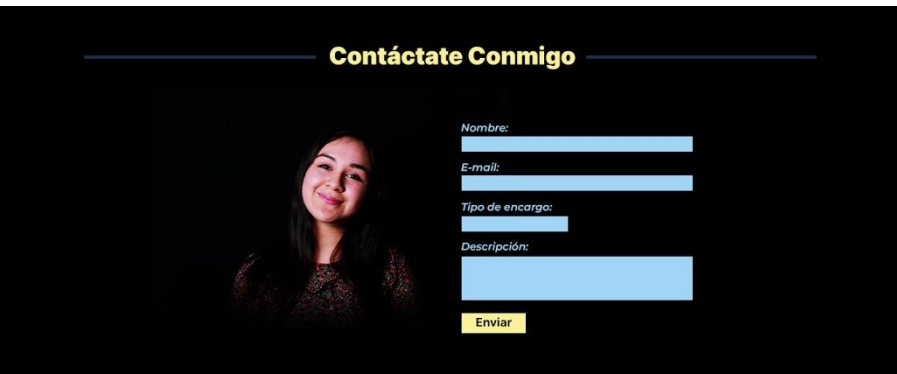 Contáctate Conmigo
Nombre:
E-mail:
Tipo de encargo:
Descripción:
Enviar